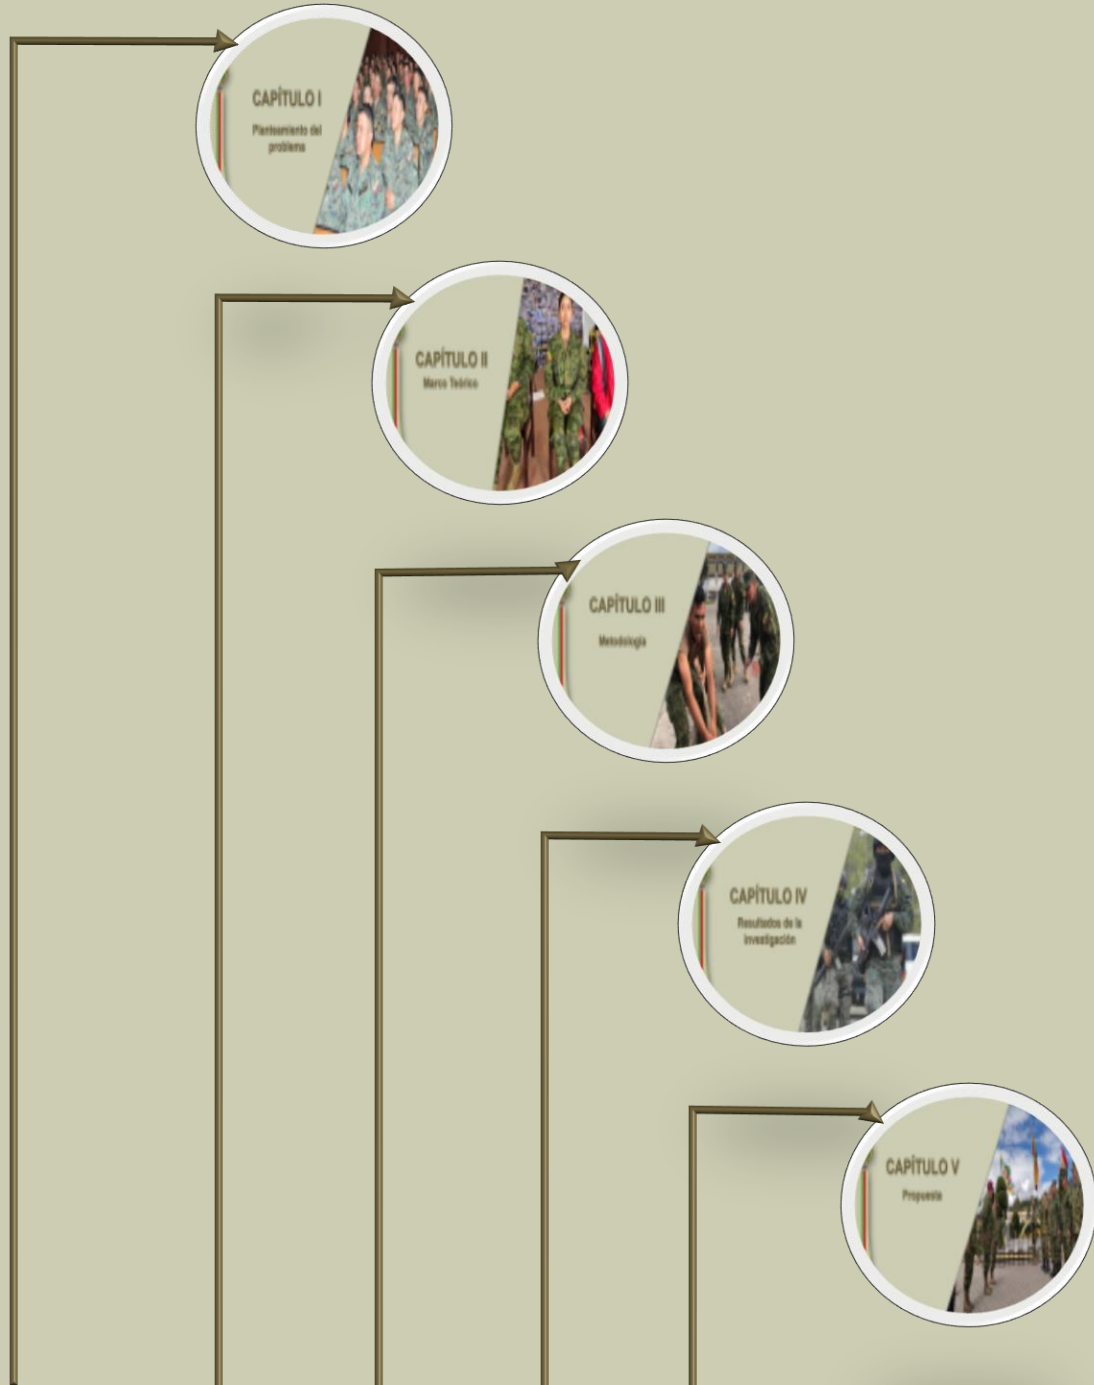 CAPÍTULO I
Planteamiento del
problema
CAPÍTULO II
Marco Teórico
CAPÍTULO III
Metodología
CAPÍTULO IV
Resultados de la
investigación
CAPÍTULO V
Propuesta